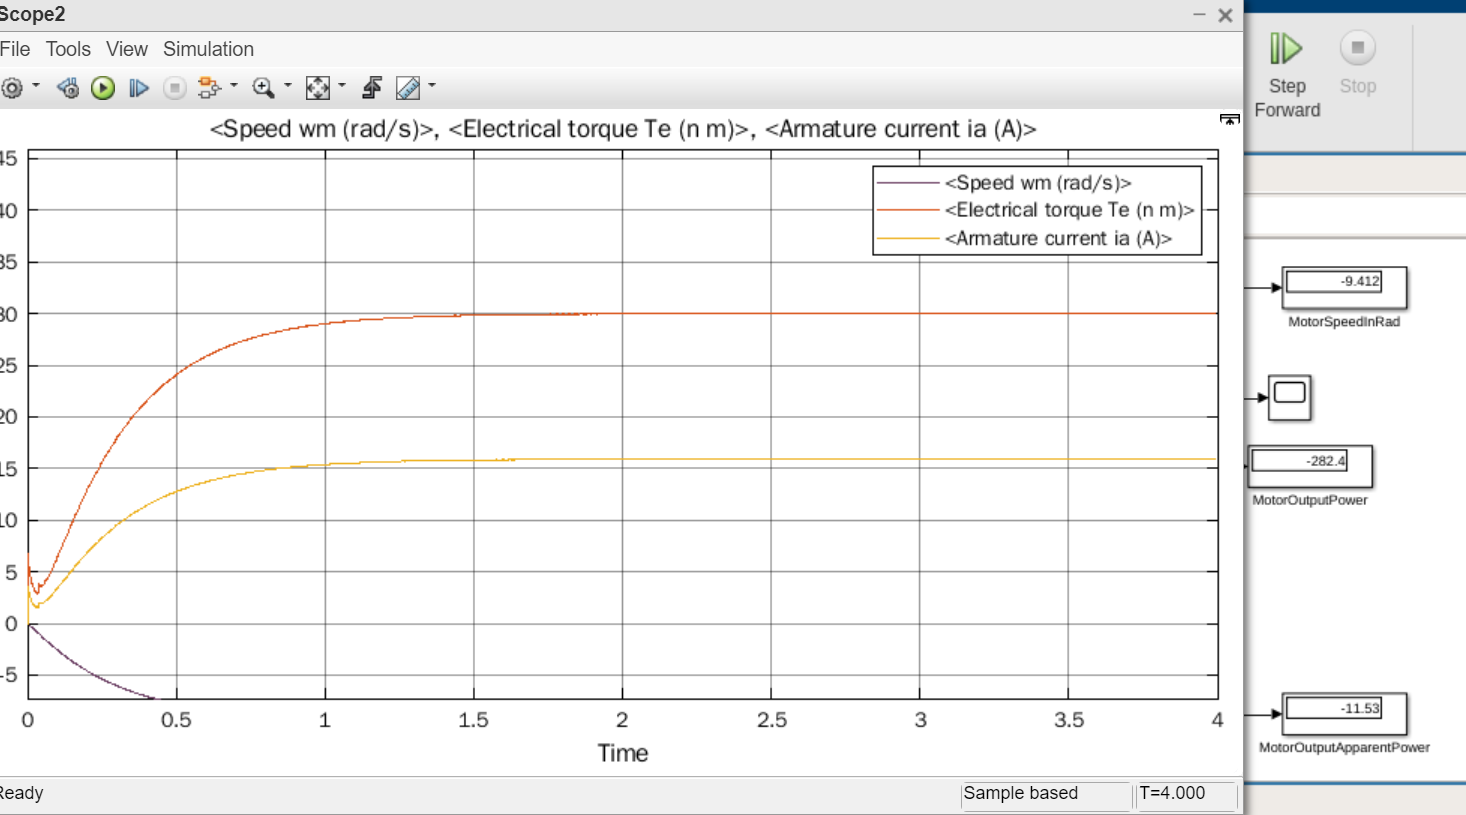 Scope2
File Tools View Simulation
Step Forward
Stop
<Speed wm (rad/s)>, <Electrical torque Te (n m)>, <Armature current ia (A)>
<Speed wm (rad/s)>
<Electrical torque Te (n m)>
<Armature current ia (A)>
45
40
35
30
25
20
15
10
5
0
-5
0 0.5 1 1.5 2 2.5 3 3.5 4
Time
-9.412
MotorSpeedInRad
-282.4
MotorOutputPower
-11.53
MotorOutputApparentPower
Ready
Sample based
T=4.000